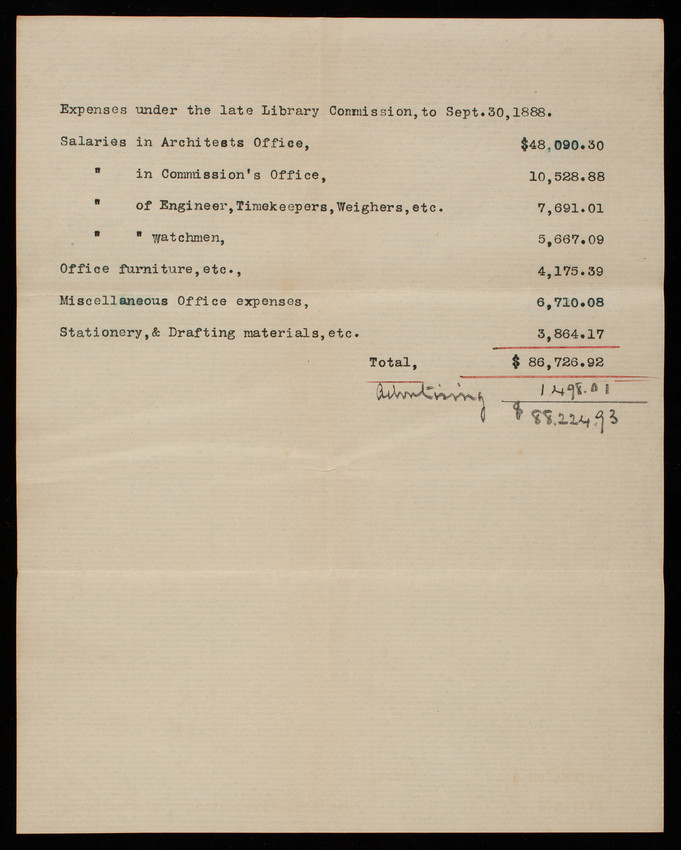 Expenses under the late Library Commission,to Sept.30,1888.
Salaries in Architests Office, $48,090.30
" in Commission's Office, 10,528.88
" of Engineer,Timekeepers,Weighers,etc. 7,691.01
" " watchmen, 5,667.09
Office furniture,etc., 4,175.39
Miscellaneous Office expenses, 6,710.08
Stationery,& Drafting materials,etc. 3,864.17
Total, $ 86,726.92
Advertising 1498.01
$ 88.224.93